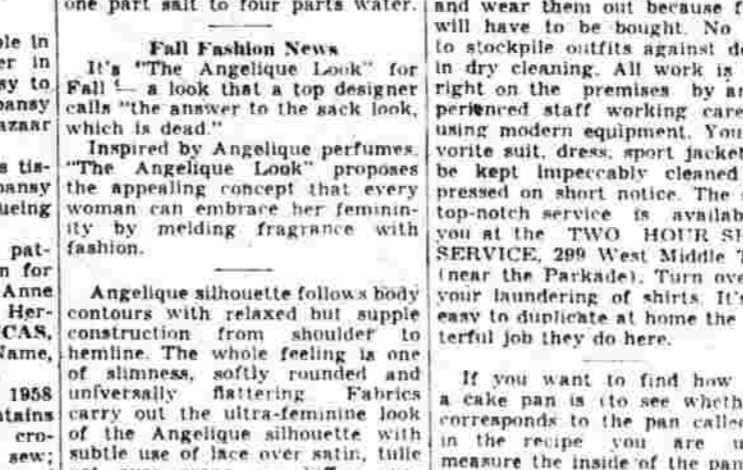 one part salt to four parts water.
Fall Fashion News
It's "The Angelique Look" for
Fall — a look that a top designer
calls "the answer to the sack look,
which is dead."
Inspired by Angelique perfumes,
"The Angelique Look" proposes
the appealing concept that every
woman can embrace her feminin-
ity by melding fragrance with
fashion.
Angelique silhouette follows body
contours with relaxed but supple
construction from shoulder to
hemline. The whole feeling is one
of slimness, softly rounded and
universally flattering Fabrics
carry out the ultra-feminine look
of the Angelique silhouette with
subtle use of lace over satin, tulle
and wear them out because
will have to be bought. No
to stockpile outfits against
in dry cleaning. All work is
right on the premises by
perienced staff working
using modern equipment. You
vorite suit, dress, sport jacket
be kept impeccably cleaned
pressed on short notice. The
top-notch service is
you at the TWO HOUR
SERVICE, 299 West Middle
(near the Parkade). Turn
your laundering of shirts. It's
easy to duplicate at home the
terful job they do here.
If you want to find how
a cake pan is (to see
corresponds to the pan
in the recipe you are
measure the inside of the pan
in
in
to
pansy
azaar
tis-
pansy
ueing
pat-
for
Anne
Her-
CAS,
Name,
1958
ntains
cro-
sew;